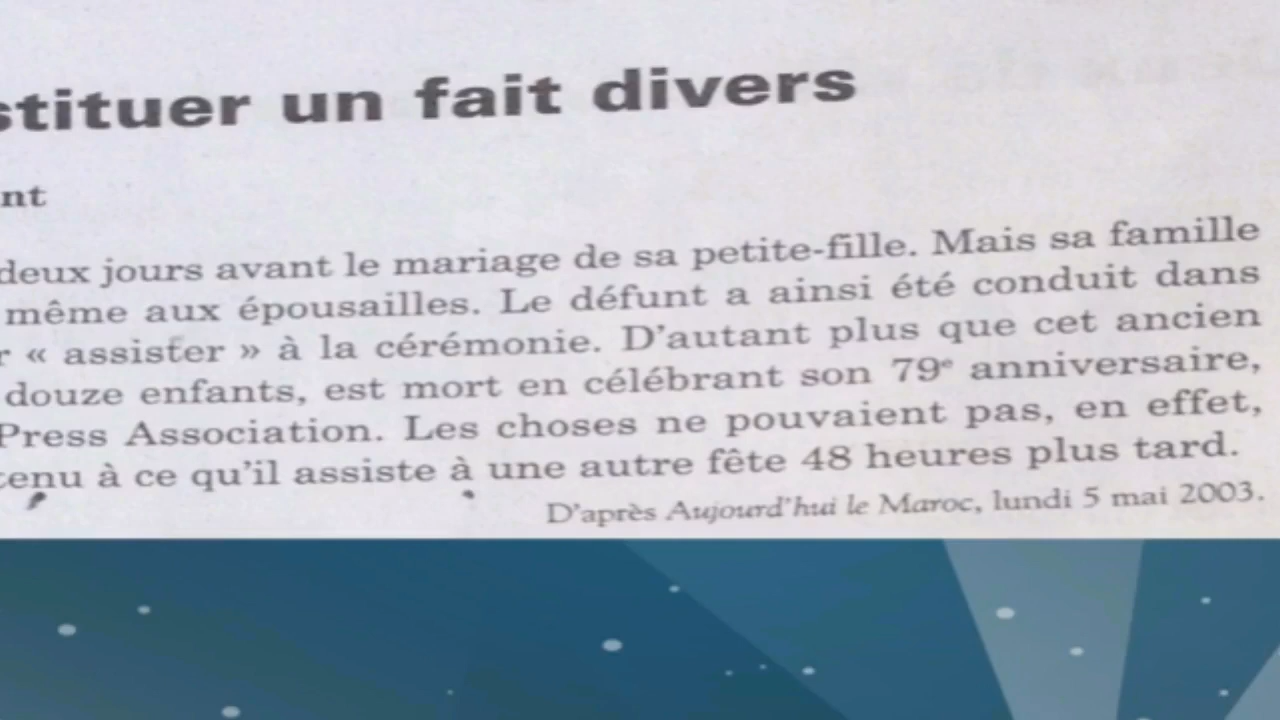 stituer un fait divers
nt
deux jours avant le mariage de sa petite-fille. Mais sa famille
même aux épousailles. Le défunt a ainsi été conduit dans
r « assister » à la cérémonie. D'autant plus que cet ancien
douze enfants, est mort en célébrant son 79e anniversaire,
Press Association. Les choses ne pouvaient pas, en effet,
tenu à ce qu'il assiste à une autre fête 48 heures plus tard.
D'après Aujourd'hui le Maroc, lundi 5 mai 2003.